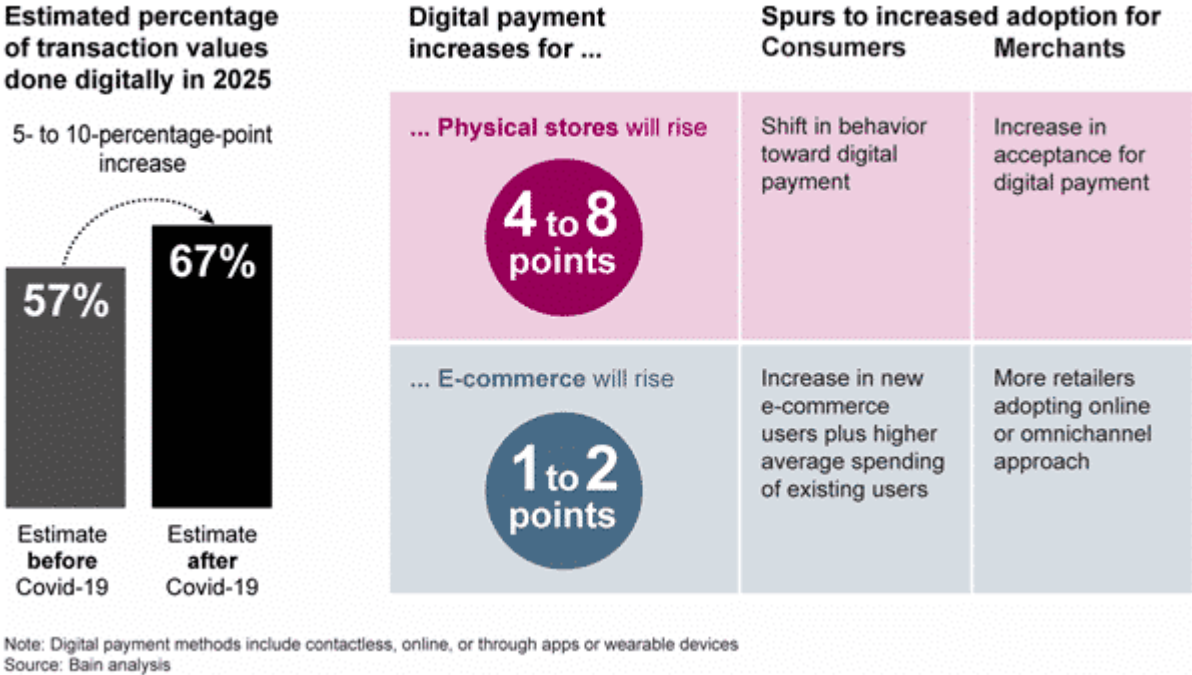 Estimated percentage
of transaction values
done digitally in 2025
5- to 10-percentage-point
increase
57%
67%
Estimate
before
Covid-19
Estimate
after
Covid-19
Digital payment
increases for ...
Spurs to increased adoption for
Consumers
Merchants
... Physical stores will rise
4 to 8
points
Shift in behavior
toward digital
payment
Increase in
acceptance for
digital payment
... E-commerce will rise
1 to 2
points
Increase in new
e-commerce
users plus higher
average spending
of existing users
More retailers
adopting online
or omnichannel
approach
Note: Digital payment methods include contactless, online, or through apps or wearable devices
Source: Bain analysis